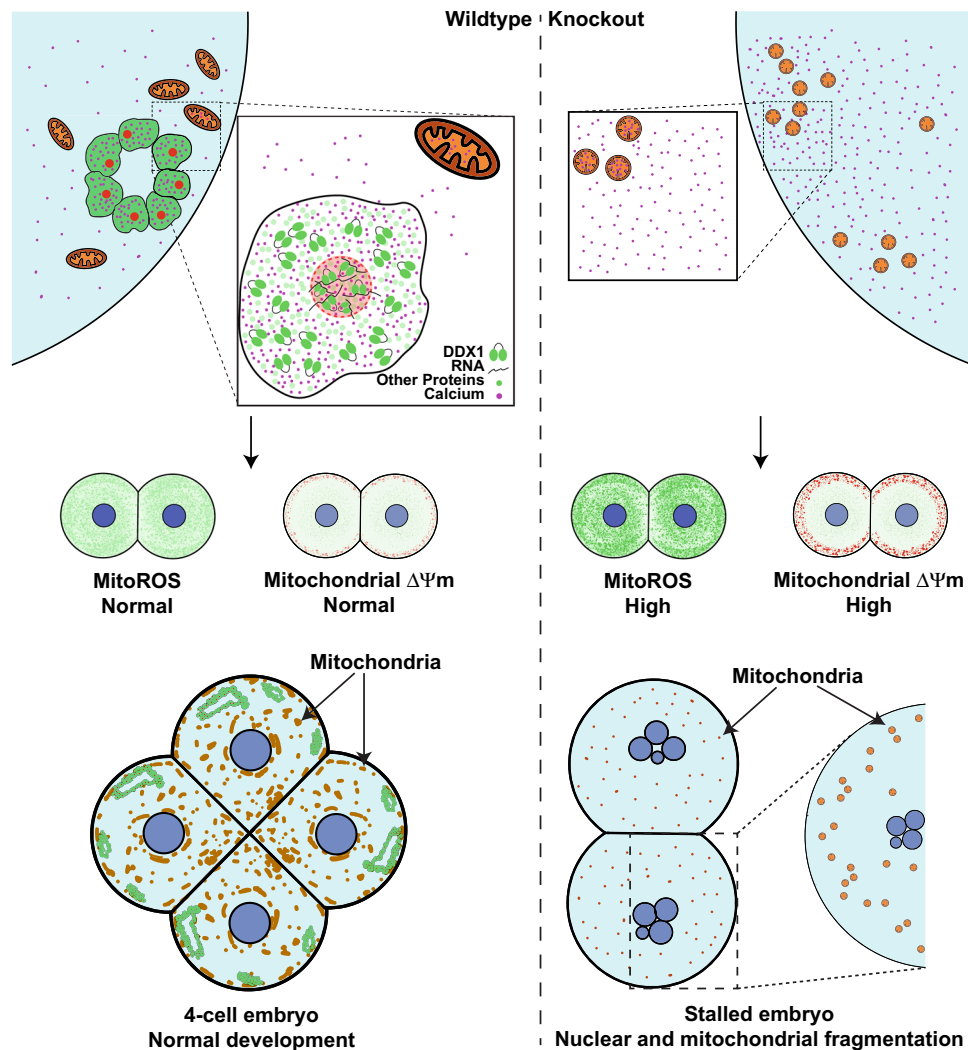 Wildtype Knockout
DDX1
RNA
Other Proteins
Calcium
MitoROS
Normal
Mitochondrial ΔΨm
Normal
MitoROS
High
Mitochondrial ΔΨm
High
Mitochondria
4-cell embryo
Normal development
Mitochondria
Stalled embryo
Nuclear and mitochondrial fragmentation